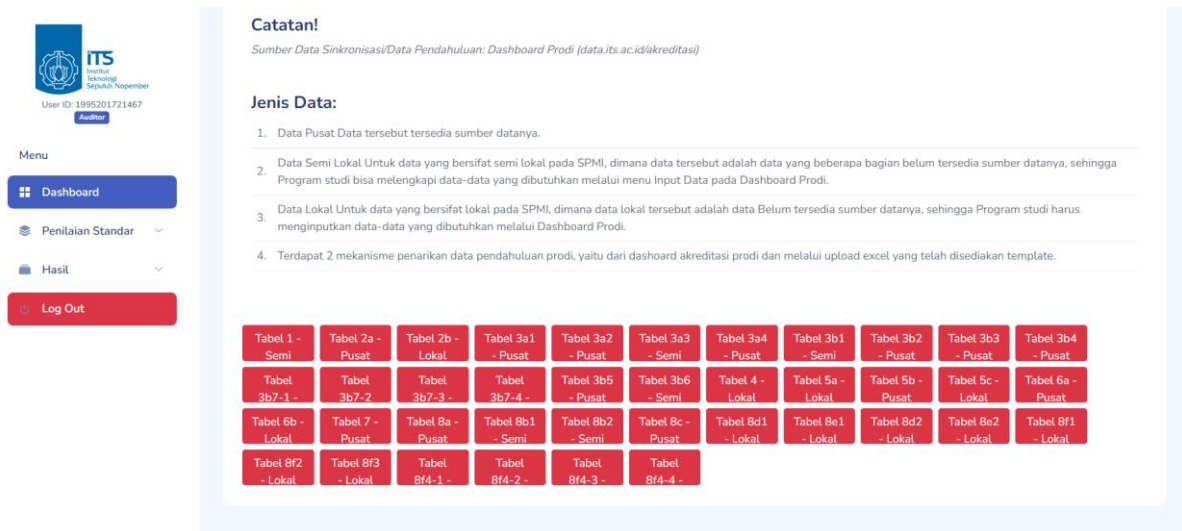 iTS
Institut
Teknologi
Sepuluh Nopember
User ID: 1995201721467
Auditor
Menu
Dashboard
Penilaian Standar
Hasil
Log Out
Catatan!
Sumber Data Sinkronisasi/Data Pendahuluan: Dashboard Prodi (data.its.ac.id/akreditasi)
Jenis Data:
1. Data Pusat Data tersebut tersedia sumber datanya.
2. Data Semi Lokal Untuk data yang bersifat semi lokal pada SPMI, dimana data tersebut adalah data yang beberapa bagian belum tersedia sumber datanya, sehingga
Program studi bisa melengkapi data-data yang dibutuhkan melalui menu Input Data pada Dashboard Prodi.
3. Data Lokal Untuk data yang bersifat lokal pada SPMI, dimana data lokal tersebut adalah data Belum tersedia sumber datanya, sehingga Program studi harus
menginputkan data-data yang dibutuhkan melalui Dashboard Prodi.
4. Terdapat 2 mekanisme penarikan data pendahuluan prodi, yaitu dari dashoard akreditasi prodi dan melalui upload excel yang telah disediakan template.
Tabel 1 -
Semi
Tabel 2a -
Pusat
Tabel 2b -
Lokal
Tabel 3a1
- Pusat
Tabel 3a2
- Pusat
Tabel 3a3
- Semi
Tabel 3a4
- Pusat
Tabel 3b1
- Semi
Tabel 3b2
- Pusat
Tabel 3b3
- Pusat
Tabel 3b4
- Pusat
Tabel
3b7-1 -
Tabel
3b7-2
Tabel
3b7-3 -
Tabel
3b7-4 -
Tabel 3b5
- Pusat
Tabel 3b6
- Semi
Tabel 4 -
Lokal
Tabel 5a -
Lokal
Tabel 5b -
Pusat
Tabel 5c -
Lokal
Tabel 6a -
Pusat
Tabel 6b -
Lokal
Tabel 7 -
Pusat
Tabel 8a -
Pusat
Tabel 8b1
- Semi
Tabel 8b2
- Semi
Tabel 8c -
Pusat
Tabel 8d1
- Lokal
Tabel 8e1
- Lokal
Tabel 8d2
- Lokal
Tabel 8e2
- Lokal
Tabel 8f1
- Lokal
Tabel 8f2
- Lokal
Tabel 8f3
- Lokal
Tabel
8f4-1 -
Tabel
8f4-2 -
Tabel
8f4-3 -
Tabel
8f4-4 -